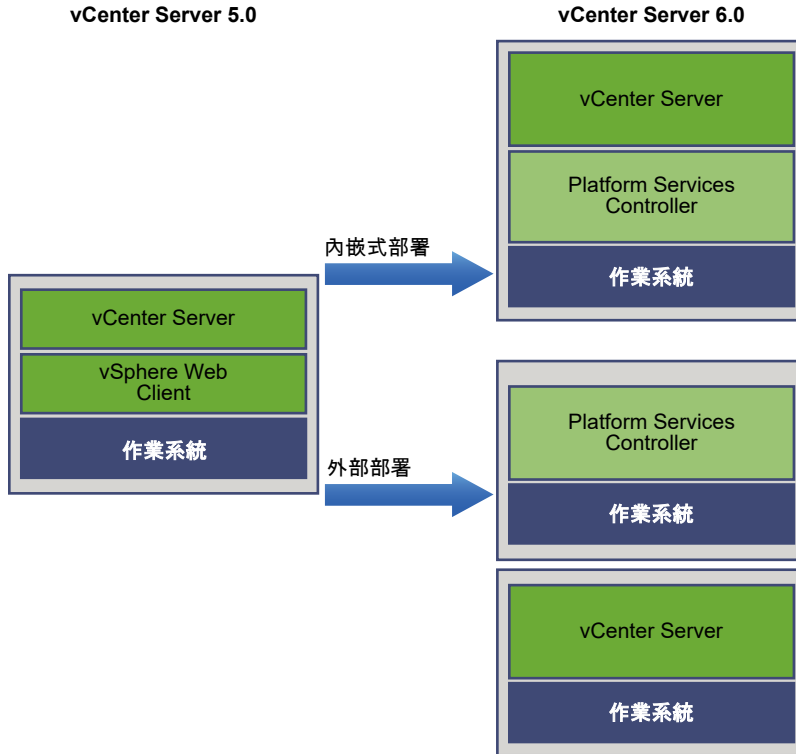 vCenter Server 5.0
vCenter Server 6.0
vCenter Server
Platform Services
Controller
作業系統
內嵌式部署
vCenter Server
vSphere Web
Client
作業系統
外部部署
Platform Services
Controller
作業系統
vCenter Server
作業系統